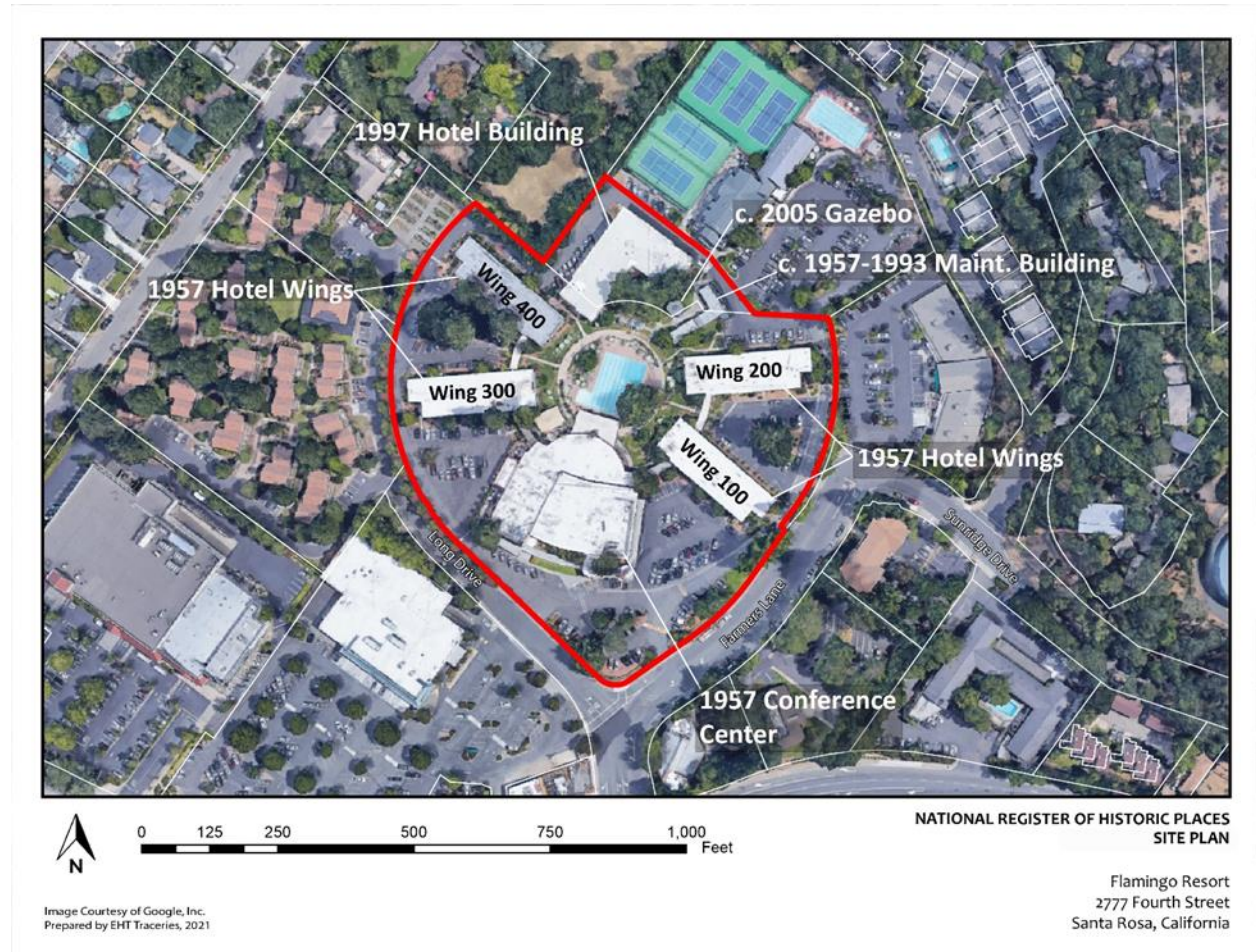 1997 Hotel Building
c. 2005 Gazebo
c. 1957-1993 Maint. Building
1957 Hotel Wings
Wing 400
Wing 300
Wing 200
Wing 100
1957 Hotel Wings
Sunridge Drive
Long Drive
Farmers Lane
1957 Conference
Center
N
0 125 250 500 750 1,000
Feet
NATIONAL REGISTER OF HISTORIC PLACES
SITE PLAN
Flamingo Resort
2777 Fourth Street
Santa Rosa, California
Image Courtesy of Google, Inc.
Prepared by EHT Traceries, 2021